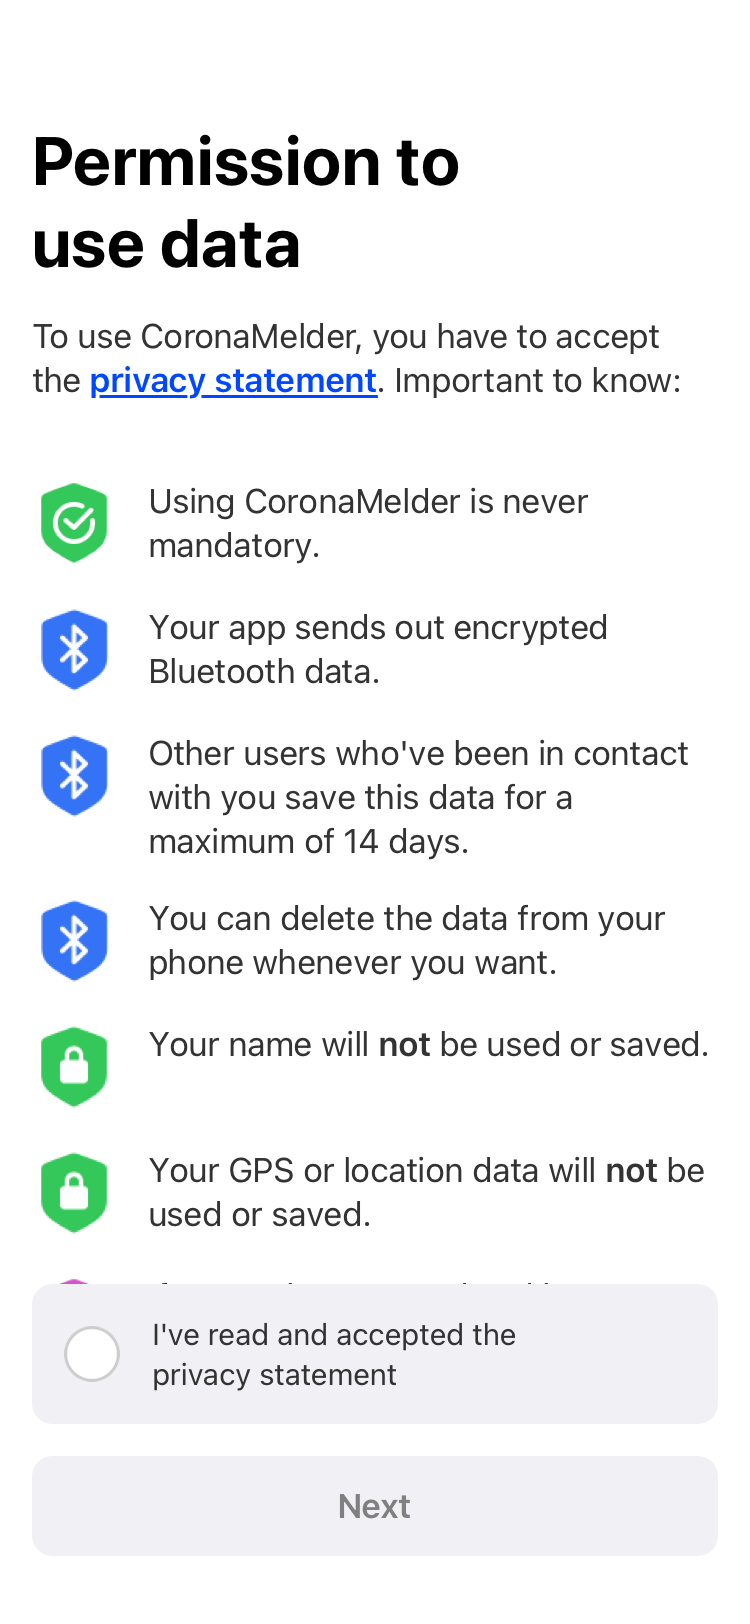 Permission to
use data
To use CoronaMelder, you have to accept
the privacy statement. Important to know:
Using CoronaMelder is never
mandatory.
Your app sends out encrypted
Bluetooth data.
Other users who've been in contact
with you save this data for a
maximum of 14 days.
You can delete the data from your
phone whenever you want.
Your name will not be used or saved.
Your GPS or location data will not be
used or saved.
I've read and accepted the
privacy statement
Next